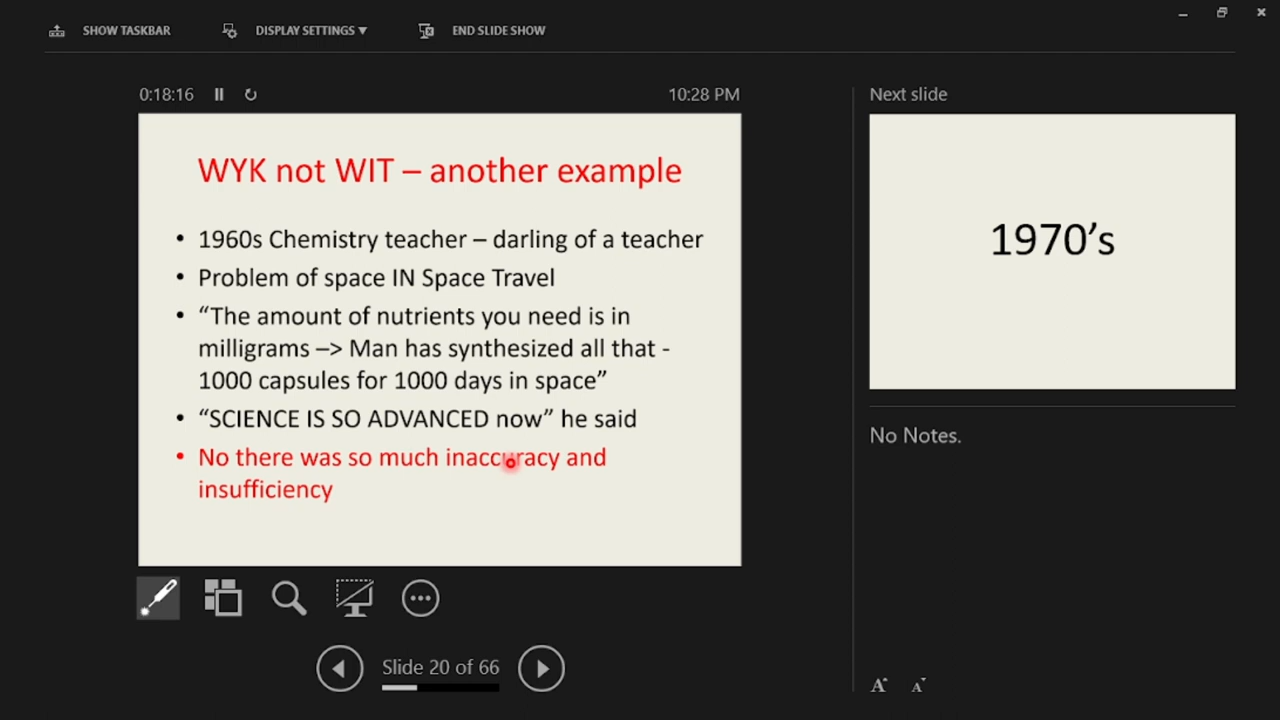 SHOW TASKBAR
DISPLAY SETTINGS ▼
END SLIDE SHOW
0:18:16
10:28 PM
WYK not WIT – another example
• 1960s Chemistry teacher – darling of a teacher
• Problem of space IN Space Travel
• “The amount of nutrients you need is in
milligrams –> Man has synthesized all that -
1000 capsules for 1000 days in space”
• “SCIENCE IS SO ADVANCED now” he said
• No there was so much inaccuracy and
insufficiency
Slide 20 of 66
Next slide
1970’s
No Notes.
A A